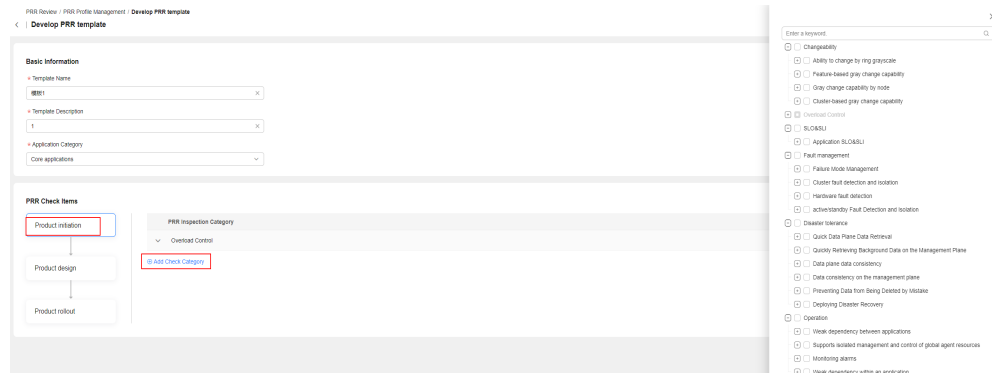 PRR Review / PRR Profile Management / Develop PRR template
Develop PRR template
Basic Information
* Template Name
模板1
* Template Description
1
* Application Category
Core applications
PRR Check Items
Product initiation
Product design
Product rollout
PRR Inspection Category
Overload Control
Add Check Category
Enter a keyword.
Changeability
Ability to change by ring grayscale
Feature-based gray change capability
Gray change capability by node
Cluster-based gray change capability
Overload Control
SLO&SLI
Application SLO&SLI
Fault management
Failure Mode Management
Cluster fault detection and isolation
Hardware fault detection
active/standby Fault Detection and Isolation
Disaster tolerance
Quick Data Plane Data Retrieval
Quickly Retrieving Background Data on the Management Plane
Data plane data consistency
Data consistency on the management plane
Preventing Data from Being Deleted by Mistake
Deploying Disaster Recovery
Operation
Weak dependency between applications
Supports isolated management and control of global agent resources
Monitoring alarms
Weak dependency within an application